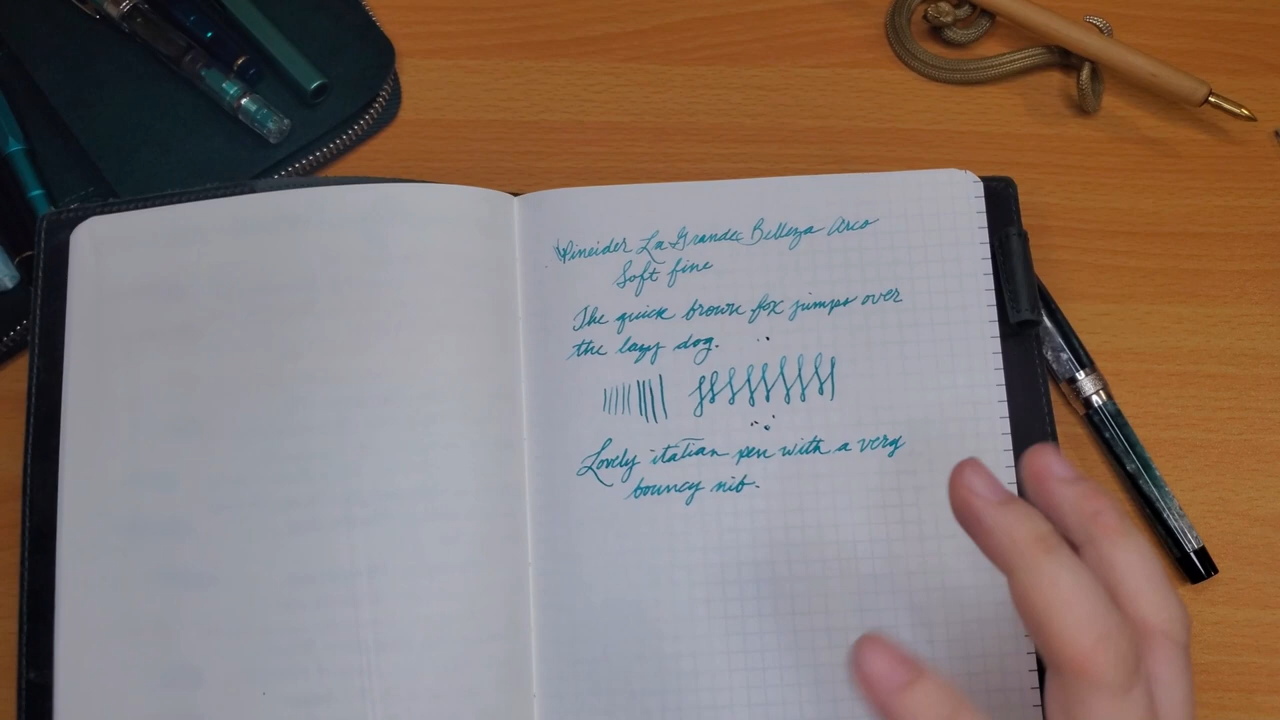 Pineider La Grande Belleza Arco
Soft fine
The quick brown fox jumps over
the lazy dog.
Lovely italian pen with a very
bouncy nib.